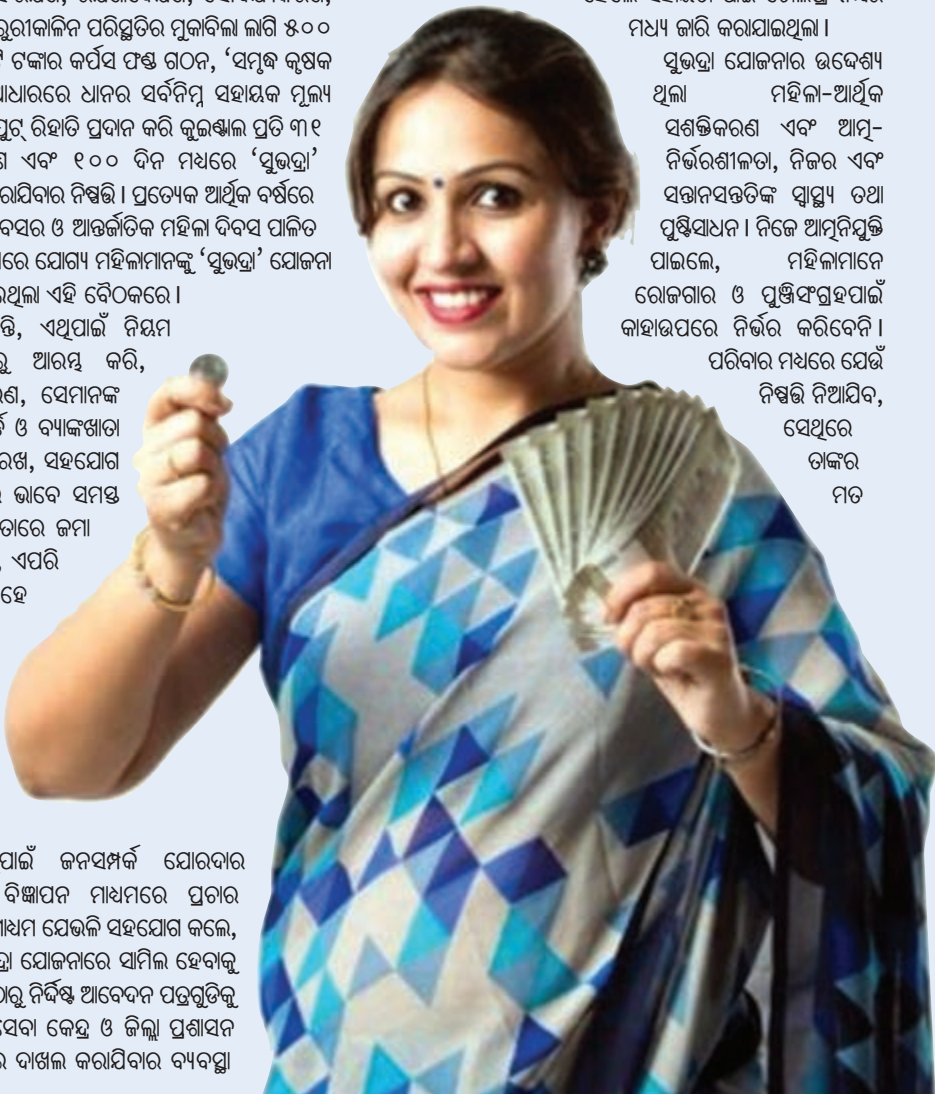 ରୁରୀକାଳିନ ପରିସ୍ଥିତିର ମୁକାବିଲା ଲାଗି ୫୦୦
ଟଙ୍କାର କର୍ପସ ଫଣ୍ଡ ଗଠନ, ‘ସମୃଦ୍ଧ କୃଷକ
ଆଧାରରେ ଧାନର ସର୍ବନିମ୍ନ ସହାୟକ ମୂଲ୍ୟ
ପୁଟ୍ ରିହାତି ପ୍ରଦାନ କରି କୁଇଣ୍ଟାଲ ପ୍ରତି ୩୧
ଣ ଏବଂ ୧୦୦ ଦିନ ମଧ୍ୟରେ ‘ସୁଭଦ୍ରା’
ରାଯିବାର ନିଷ୍ପତ୍ତି । ପ୍ରତ୍ୟେକ ଆର୍ଥିକ ବର୍ଷରେ
ବସର ଓ ଆନ୍ତର୍ଜାତିକ ମହିଳା ଦିବସ ପାଳିତ
ରେ ଯୋଗ୍ୟ ମହିଳାମାନଙ୍କୁ ‘ସୁଭଦ୍ରା’ ଯୋଜନା
ଥିଲା ଏହି ବୈଠକରେ ।
ନ୍ତି, ଏଥିପାଇଁ ନିୟମ
ରୁ ଆରମ୍ଭ କରି,
ରଣ, ସେମାନଙ୍କ
ଓ ବ୍ୟାଙ୍କଖାତା
ରଖ, ସହଯୋଗ
ଭାବେ ସମସ୍ତ
ତାରେ ଜମା
, ଏପରି
ହେ
ପାଇଁ ଜନସମ୍ପର୍କ ଯୋରଦାର
ବିଜ୍ଞାପନ ମାଧ୍ୟମରେ ପ୍ରଚାର
ମାଧ୍ୟମ ଯେଭଳି ସହଯୋଗ କଲେ,
ଦ୍ରା ଯୋଜନାରେ ସାମିଲ ହେବାକୁ
ଠାରୁ ନିର୍ଦ୍ଦିଷ୍ଟ ଆବେଦନ ପତ୍ରଗୁଡିକୁ
ସେବା କେନ୍ଦ୍ର ଓ ଜିଲ୍ଲା ପ୍ରଶାସନ
ଦାଖଲ କରାଯିବାର ବ୍ୟବସ୍ଥା
ମଧ୍ୟ ଜାରି କରାଯାଇଥିଲା ।
ସୁଭଦ୍ରା ଯୋଜନାର ଉଦ୍ଦେଶ୍ୟ
ଥିଲା ମହିଳା-ଆର୍ଥିକ
ସଶକ୍ତିକରଣ ଏବଂ ଆତ୍ମ-
ନିର୍ଭରଶୀଳତା, ନିଜର ଏବଂ
ସନ୍ତାନସନ୍ତତିଙ୍କ ସ୍ୱାସ୍ଥ୍ୟ ତଥା
ପୁଷ୍ଟିସାଧନ । ନିଜେ ଆତ୍ମନିଯୁକ୍ତି
ପାଇଲେ, ମହିଳାମାନେ
ରୋଜଗାର ଓ ପୁଞ୍ଜିସଂଗ୍ରହପାଇଁ
କାହାଉପରେ ନିର୍ଭର କରିବେନି ।
ପରିବାର ମଧ୍ୟରେ ଯେଉଁ
ନିଷ୍ପତ୍ତି ନିଆଯିବ,
ସେଥିରେ
ତାଙ୍କର
ମତ